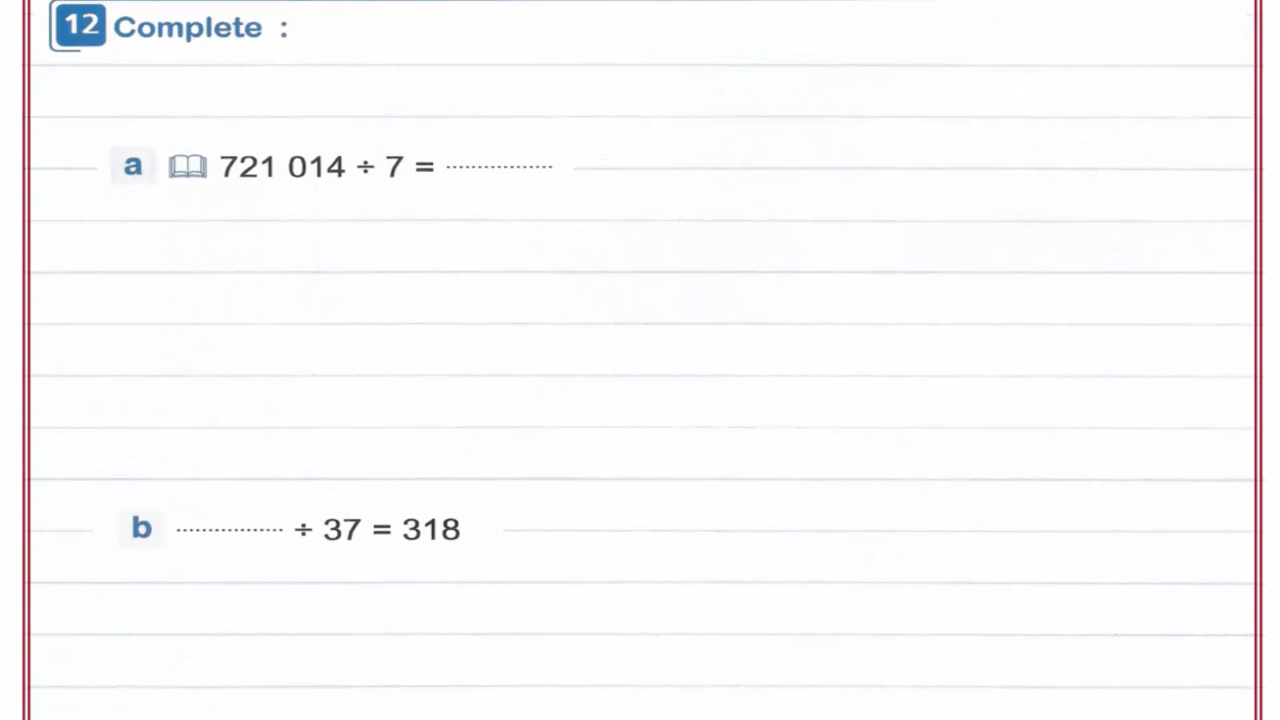 12 Complete :
a 721 014 ÷ 7 = ................
b ................ ÷ 37 = 318